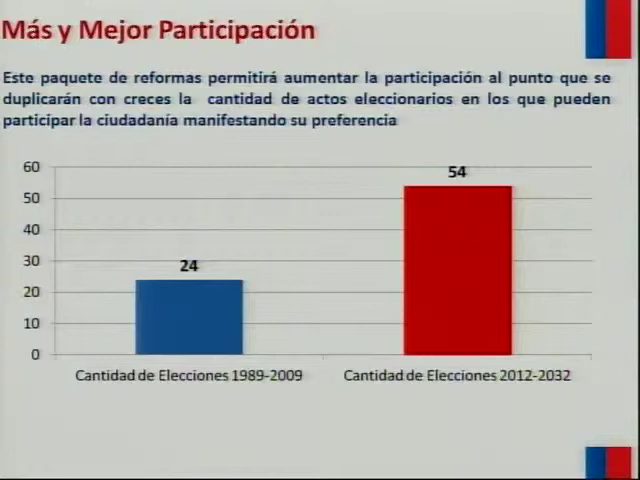 Más y Mejor Participación
Este paquete de reformas permitirá aumentar la participación al punto que se
duplicarán con creces la cantidad de actos eleccionarios en los que pueden
participar la ciudadanía manifestando su preferencia
60
50
40
30
20
10
0
24
54
Cantidad de Elecciones 1989-2009
Cantidad de Elecciones 2012-2032